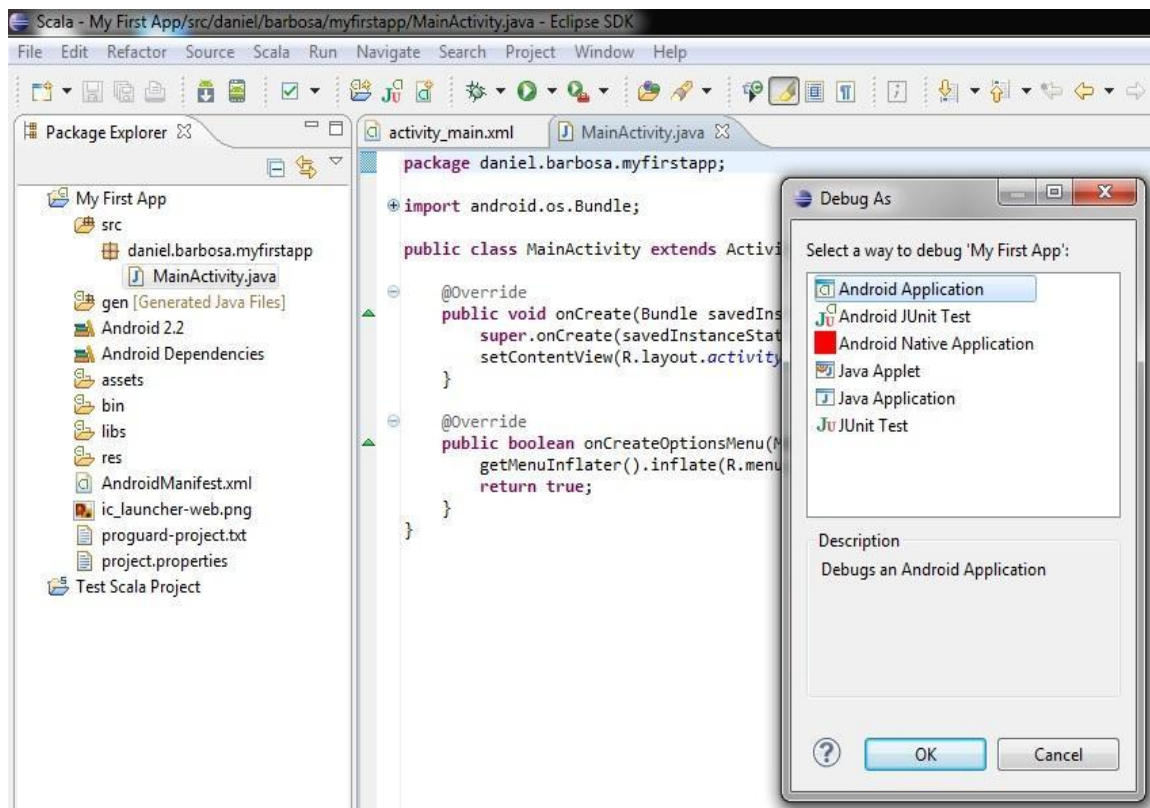 Scala - My First App/src/daniel/barbosa/myfirstapp/MainActivity.java - Eclipse SDK
File Edit Refactor Source Scala Run Navigate Search Project Window Help
Package Explorer
My First App
src
daniel.barbosa.myfirstapp
MainActivity.java
gen [Generated Java Files]
Android 2.2
Android Dependencies
assets
bin
libs
res
AndroidManifest.xml
ic_launcher-web.png
proguard-project.txt
project.properties
Test Scala Project
activity_main.xml
MainActivity.java
package daniel.barbosa.myfirstapp;
import android.os.Bundle;
public class MainActivity extends Activi
@Override
public void onCreate(Bundle savedIns
super.onCreate(savedInstanceStat
setContentView(R.layout.activity
}
@Override
public boolean onCreateOptionsMenu(M
getMenuInflater().inflate(R.menu
return true;
}
}
Debug As
Select a way to debug 'My First App':
Android Application
Android JUnit Test
Android Native Application
Java Applet
Java Application
JUnit Test
Description
Debugs an Android Application
OK
Cancel